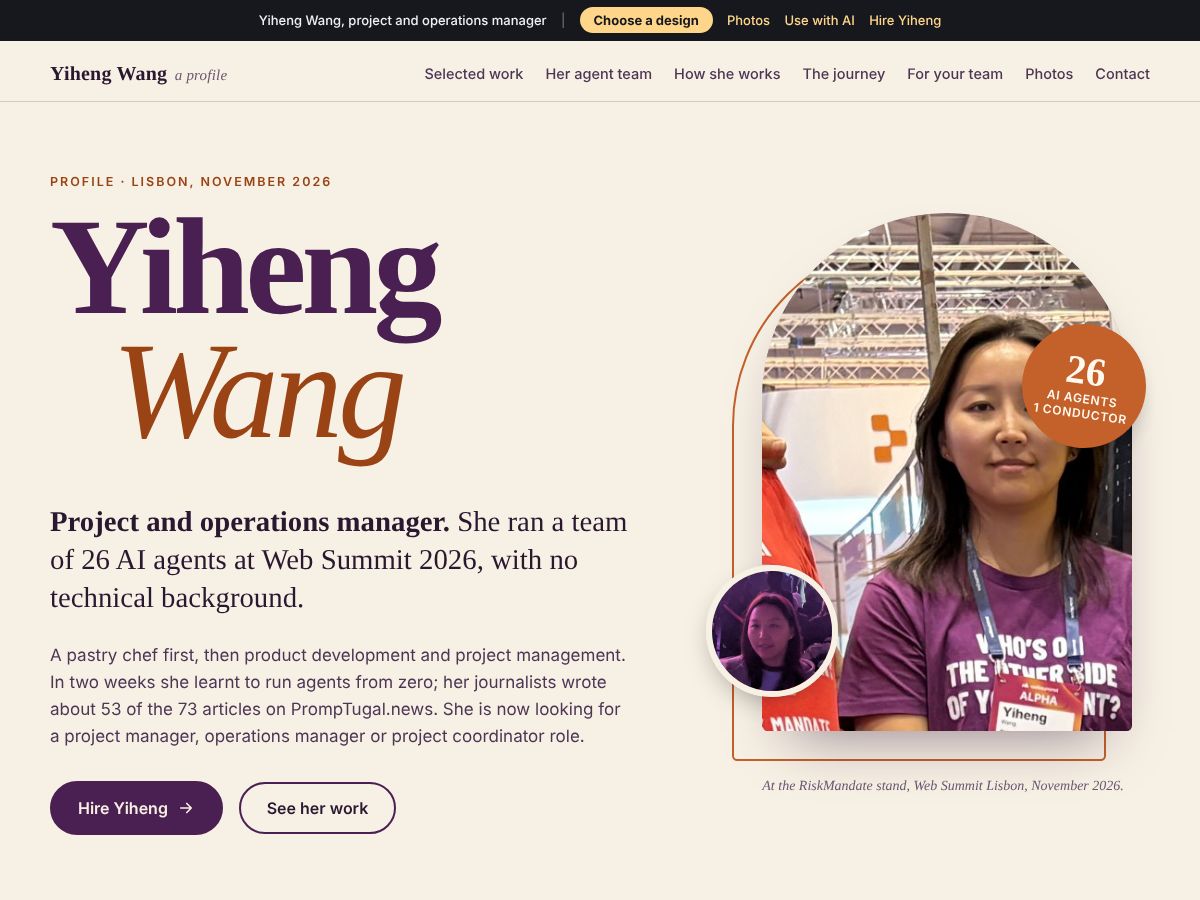 Yiheng Wang, project and operations manager
Choose a design
Photos
Use with AI
Hire Yiheng
Yiheng Wang a profile
Selected work
Her agent team
How she works
The journey
For your team
Photos
Contact
PROFILE · LISBON, NOVEMBER 2026
Yiheng
Wang
Project and operations manager. She ran a team
of 26 AI agents at Web Summit 2026, with no
technical background.
A pastry chef first, then product development and project management.
In two weeks she learnt to run agents from zero; her journalists wrote
about 53 of the 73 articles on PrompTugal.news. She is now looking for
a project manager, operations manager or project coordinator role.
Hire Yiheng →
See her work
26
AI AGENTS
1 CONDUCTOR
THE
OF
ALPHA
Yiheng
Wang
MANDATE
At the RiskMandate stand, Web Summit Lisbon, November 2026.